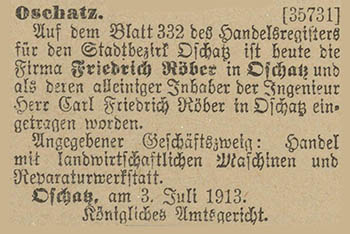 Oschatz. [35731]
Auf dem Blatt 332 des Handelsregisters
für den Stadtbezirk Oschatz ist heute die
Firma Friedrich Röber in Oschatz und
als deren alleiniger Inhaber der Ingenieur
Herr Carl Friedrich Röber in Oschatz ein-
getragen worden.
Angegebener Geschäftszweig: Handel
mit landwirtschaftlichen Maschinen und
Reparaturwerkstatt.
Oschatz, am 3. Juli 1913.
Königliches Amtsgericht.